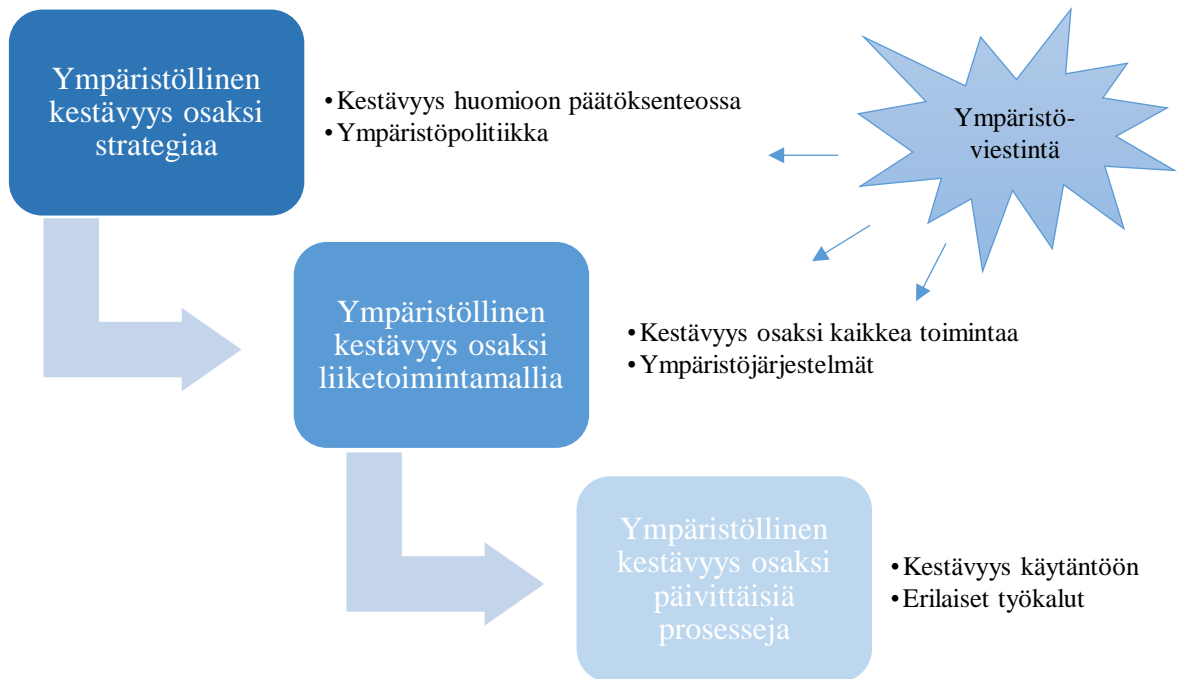 Ympäristöllinen
kestävyys osaksi
strategiaa
• Kestävyys huomioon päätöksenteossa
• Ympäristöpolitiikka
Ympäristö-
viestintä
Ympäristöllinen
kestävyys osaksi
liiketoimintamallia
• Kestävyys osaksi kaikkea toimintaa
• Ympäristöjärjestelmät
Ympäristöllinen
kestävyys osaksi
päivittäisiä
prosesseja
• Kestävyys käytäntöön
• Erilaiset työkalut